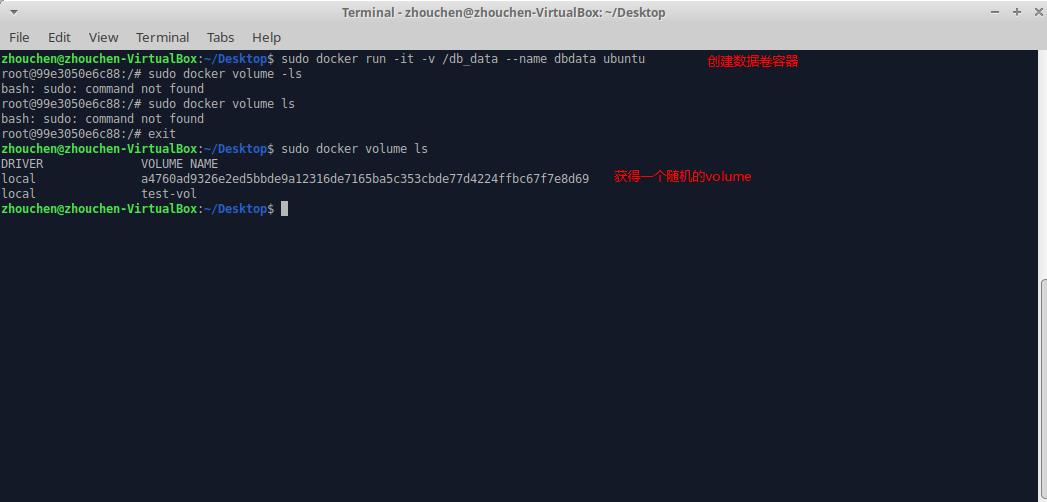 Terminal - zhouchen@zhouchen-VirtualBox: ~/Desktop
File Edit View Terminal Tabs Help
zhouchen@zhouchen-VirtualBox:~/Desktop$ sudo docker run -it -v /db_data --name dbdata ubuntu 创建数据卷容器
root@99e3050e6c88:/# sudo docker volume -ls
bash: sudo: command not found
root@99e3050e6c88:/# sudo docker volume ls
bash: sudo: command not found
root@99e3050e6c88:/# exit
zhouchen@zhouchen-VirtualBox:~/Desktop$ sudo docker volume ls
DRIVER VOLUME NAME
local a4760ad9326e2ed5bbde9a12316de7165ba5c353cbde77d4224ffbc67f7e8d69 获得一个随机的volume
local test-vol
zhouchen@zhouchen-VirtualBox:~/Desktop$